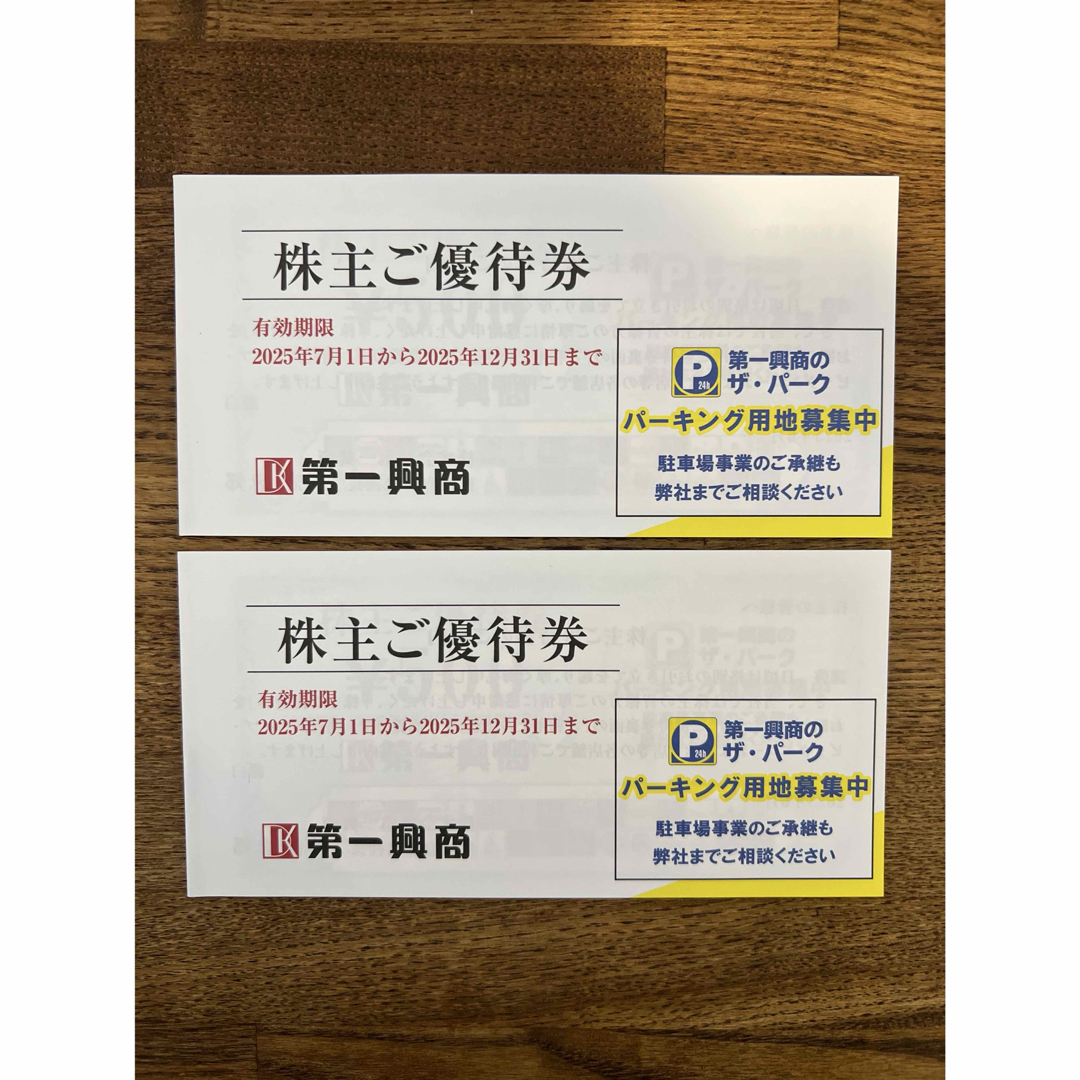 株主ご優待券
有効期限
2025年7月1日から2025年12月31日まで
P
24h
第一興商の
ザ・パーク
パーキング用地募集中
駐車場事業のご承継も
弊社までご相談ください
DK 第一興商
株主ご優待券
有効期限
2025年7月1日から2025年12月31日まで
P
24h
第一興商の
ザ・パーク
パーキング用地募集中
駐車場事業のご承継も
弊社までご相談ください
DK 第一興商